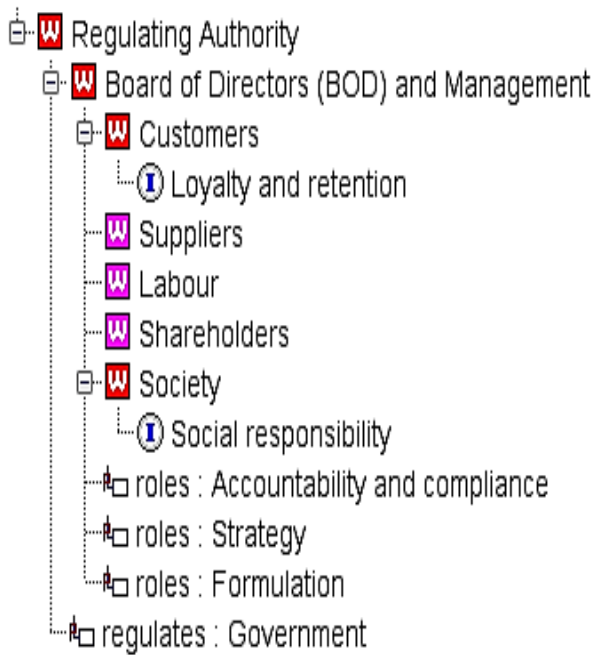 Regulating Authority
Board of Directors (BOD) and Management
Customers
Loyalty and retention
Suppliers
Labour
Shareholders
Society
Social responsibility
roles : Accountability and compliance
roles : Strategy
roles : Formulation
regulates : Government